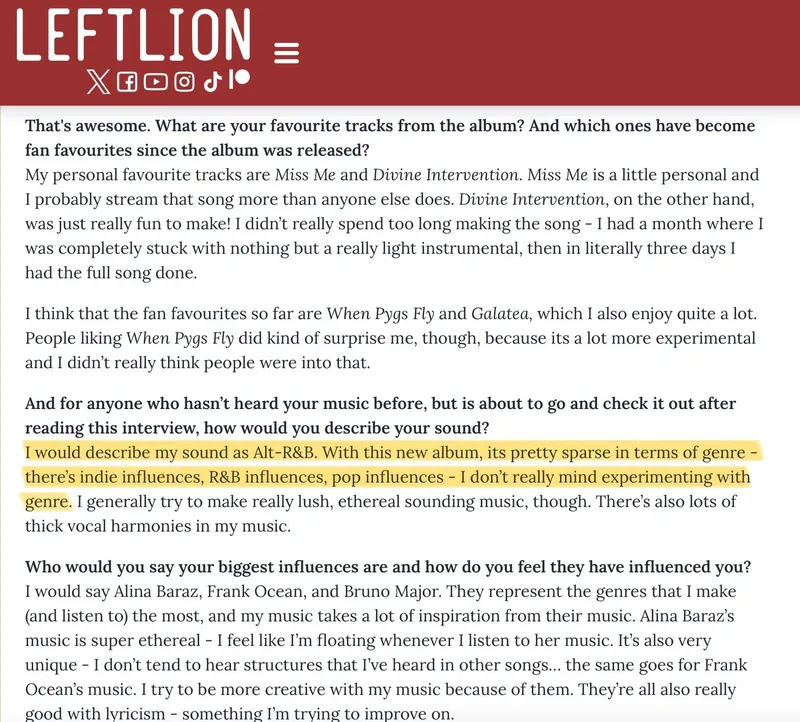 LEFTLION
That's awesome. What are your favourite tracks from the album? And which ones have become
fan favourites since the album was released?
My personal favourite tracks are Miss Me and Divine Intervention. Miss Me is a little personal and
I probably stream that song more than anyone else does. Divine Intervention, on the other hand,
was just really fun to make! I didn’t really spend too long making the song - I had a month where I
was completely stuck with nothing but a really light instrumental, then in literally three days I
had the full song done.
I think that the fan favourites so far are When Pygs Fly and Galatea, which I also enjoy quite a lot.
People liking When Pygs Fly did kind of surprise me, though, because its a lot more experimental
and I didn’t really think people were into that.
And for anyone who hasn’t heard your music before, but is about to go and check it out after
reading this interview, how would you describe your sound?
I would describe my sound as Alt-R&B. With this new album, its pretty sparse in terms of genre -
there’s indie influences, R&B influences, pop influences - I don’t really mind experimenting with
genre. I generally try to make really lush, ethereal sounding music, though. There’s also lots of
thick vocal harmonies in my music.
Who would you say your biggest influences are and how do you feel they have influenced you?
I would say Alina Baraz, Frank Ocean, and Bruno Major. They represent the genres that I make
(and listen to) the most, and my music takes a lot of inspiration from their music. Alina Baraz’s
music is super ethereal - I feel like I’m floating whenever I listen to her music. It’s also very
unique - I don’t tend to hear structures that I’ve heard in other songs... the same goes for Frank
Ocean’s music. I try to be more creative with my music because of them. They’re all also really
good with lyricism - something I’m trying to improve on.